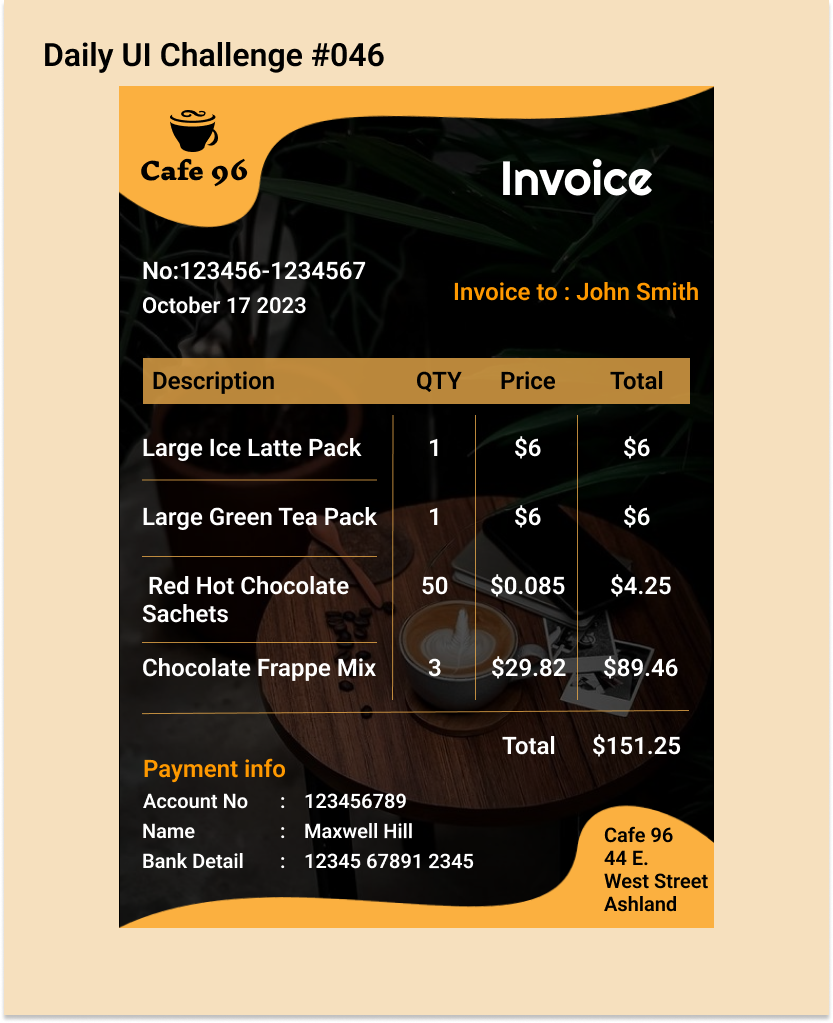 Daily UI Challenge #046
Cafe 96
Invoice
No:123456-1234567
October 17 2023
Invoice to : John Smith
Description QTY Price Total
Large Ice Latte Pack 1 $6 $6
Large Green Tea Pack 1 $6 $6
Red Hot Chocolate 50 $0.085 $4.25
Sachets
Chocolate Frappe Mix 3 $29.82 $89.46
Total $151.25
Payment info
Account No : 123456789
Name : Maxwell Hill
Bank Detail : 12345 67891 2345
Cafe 96
44 E.
West Street
Ashland